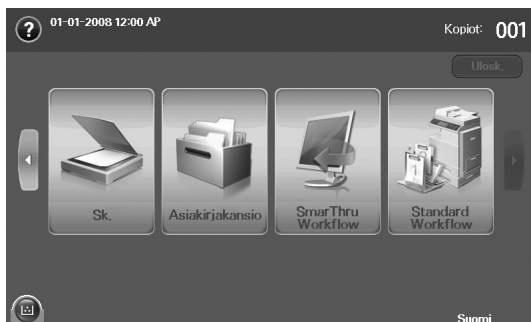 01-01-2008 12:00 AP
Kopiot: 001
Ulosk.
Sk.
Asiakirjakansio
SmarThru
Workflow
Standard
Workflow
Suomi